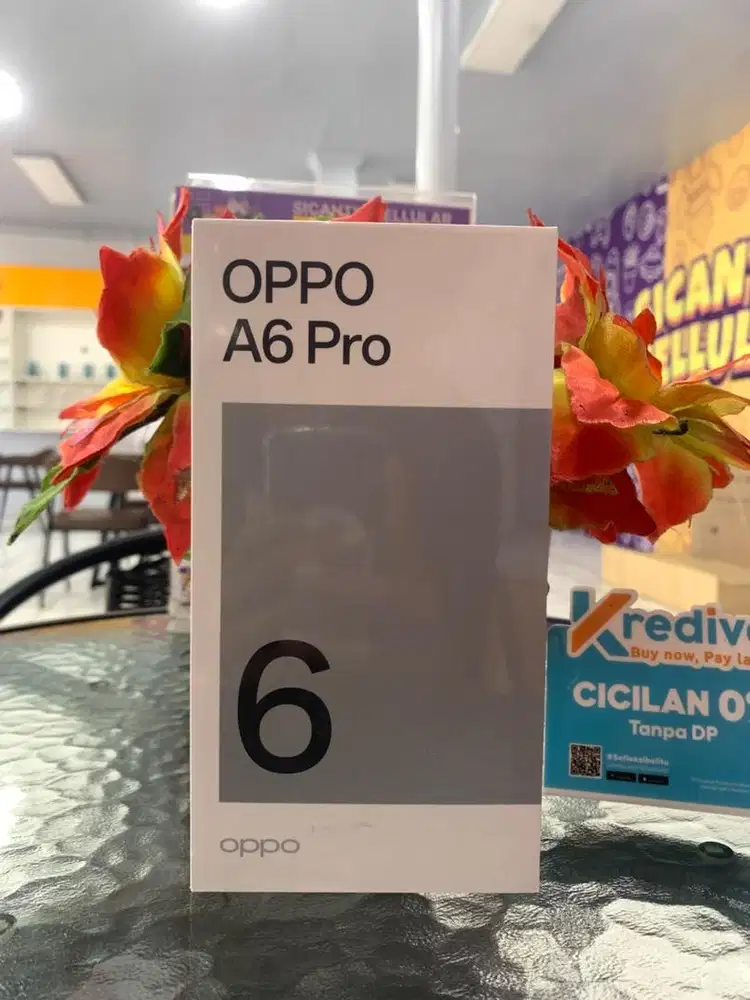 OPPO
A6 Pro
6
oppo
Kredivo
Buy now, Pay la
CICILAN 0%
Tanpa DP